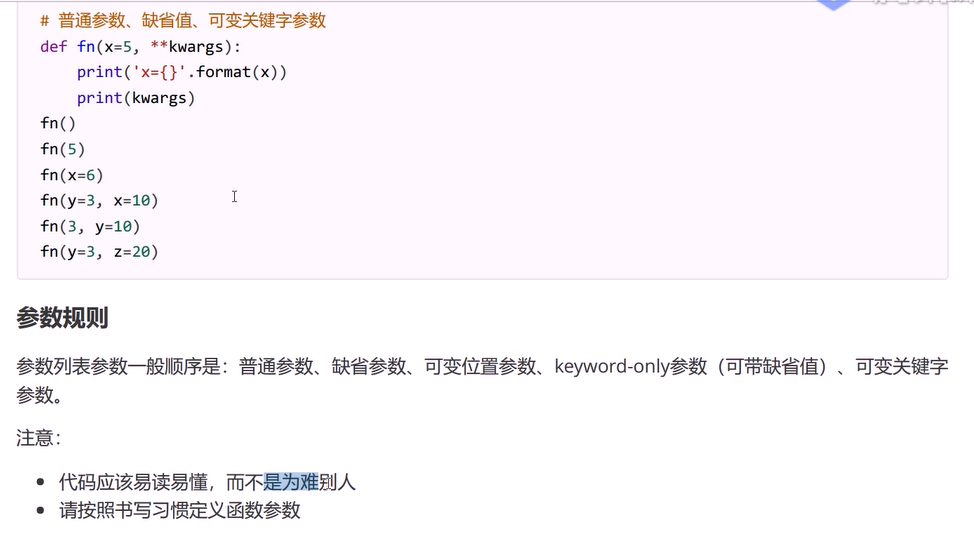 # 普通参数、缺省值、可变关键字参数
def fn(x=5, **kwargs):
    print('x={}'.format(x))
    print(kwargs)
fn()
fn(5)
fn(x=6)
fn(y=3, x=10)
fn(3, y=10)
fn(y=3, z=20)
参数规则
参数列表参数一般顺序是：普通参数、缺省参数、可变位置参数、keyword-only参数（可带缺省值）、可变关键字
参数。
注意：
代码应该易读易懂，而不是为难别人
请按照书写习惯定义函数参数